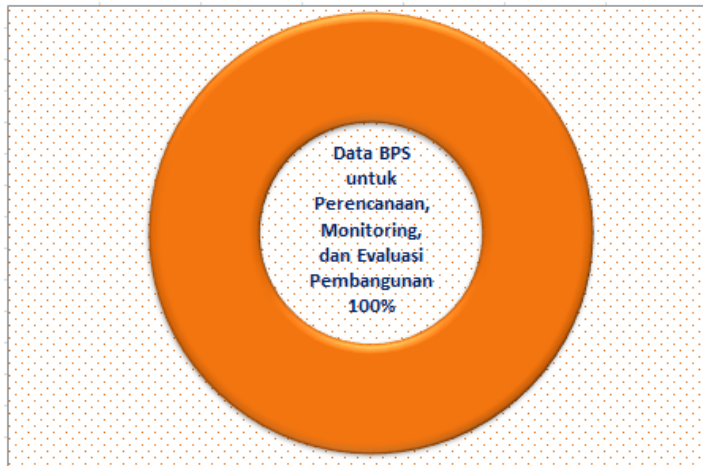 Data BPS
untuk
Perencanaan,
Monitoring,
dan Evaluasi
Pembangunan
100%